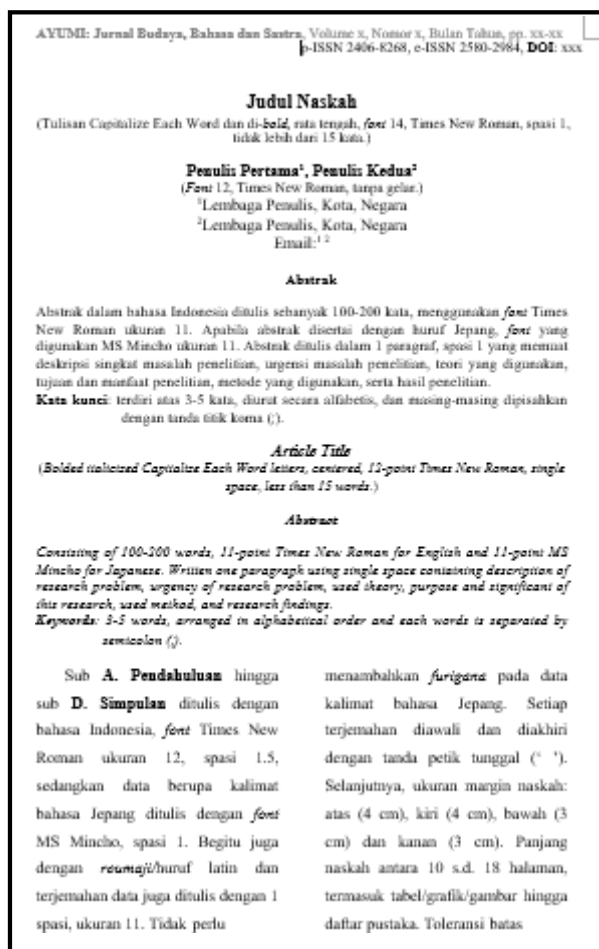 AYUMI: Jurnal Budaya, Bahasa dan Sastra, Volume x, Nomor x, Bulan Tahun, pp. xx-xx
p-ISSN 2406-8268, e-ISSN 2580-2984, DOI: xxx
Judul Naskah
(Tulisan Capitalize Each Word dan di-bold, rata tengah, font 14, Times New Roman, spasi 1,
tidak lebih dari 15 kata.)
Penulis Pertama¹, Penulis Kedua²
(Font 12, Times New Roman, tanpa gelar.)
¹Lembaga Penulis, Kota, Negara
²Lembaga Penulis, Kota, Negara
Email:¹ ²
Abstrak
Abstrak dalam bahasa Indonesia ditulis sebanyak 100-200 kata, menggunakan font Times
New Roman ukuran 11. Apabila abstrak disertai dengan huruf Jepang, font yang
digunakan MS Mincho ukuran 11. Abstrak ditulis dalam 1 paragraf, spasi 1 yang memuat
deskripsi singkat masalah penelitian, urgensi masalah penelitian, teori yang digunakan,
tujuan dan manfaat penelitian, metode yang digunakan, serta hasil penelitian.
Kata kunci: terdiri atas 3-5 kata, diurut secara alfabetis, dan masing-masing dipisahkan
dengan tanda titik koma (;).
Article Title
(Bolded italicized Capitalize Each Word letters, centered, 12-point Times New Roman, single
space, less than 15 words.)
Abstract
Consisting of 100-200 words, 11-point Times New Roman for English and 11-point MS
Mincho for Japanese. Written one paragraph using single space containing description of
research problem, urgency of research problem, used theory, purpose and significant of
this research, used method, and research findings.
Keywords: 3-5 words, arranged in alphabetical order and each words is separated by
semicolon (;).
Sub A. Pendahuluan hingga
sub D. Simpulan ditulis dengan
bahasa Indonesia, font Times New
Roman ukuran 12, spasi 1.5,
sedangkan data berupa kalimat
bahasa Jepang ditulis dengan font
MS Mincho, spasi 1. Begitu juga
dengan roumaji/huruf latin dan
terjemahan data juga ditulis dengan 1
spasi, ukuran 11. Tidak perlu
menambahkan furigana pada data
kalimat bahasa Jepang. Setiap
terjemahan diawali dan diakhiri
dengan tanda petik tunggal (‘ ’).
Selanjutnya, ukuran margin naskah:
atas (4 cm), kiri (4 cm), bawah (3
cm) dan kanan (3 cm). Panjang
naskah antara 10 s.d. 18 halaman,
termasuk tabel/grafik/gambar hingga
daftar pustaka. Toleransi batas